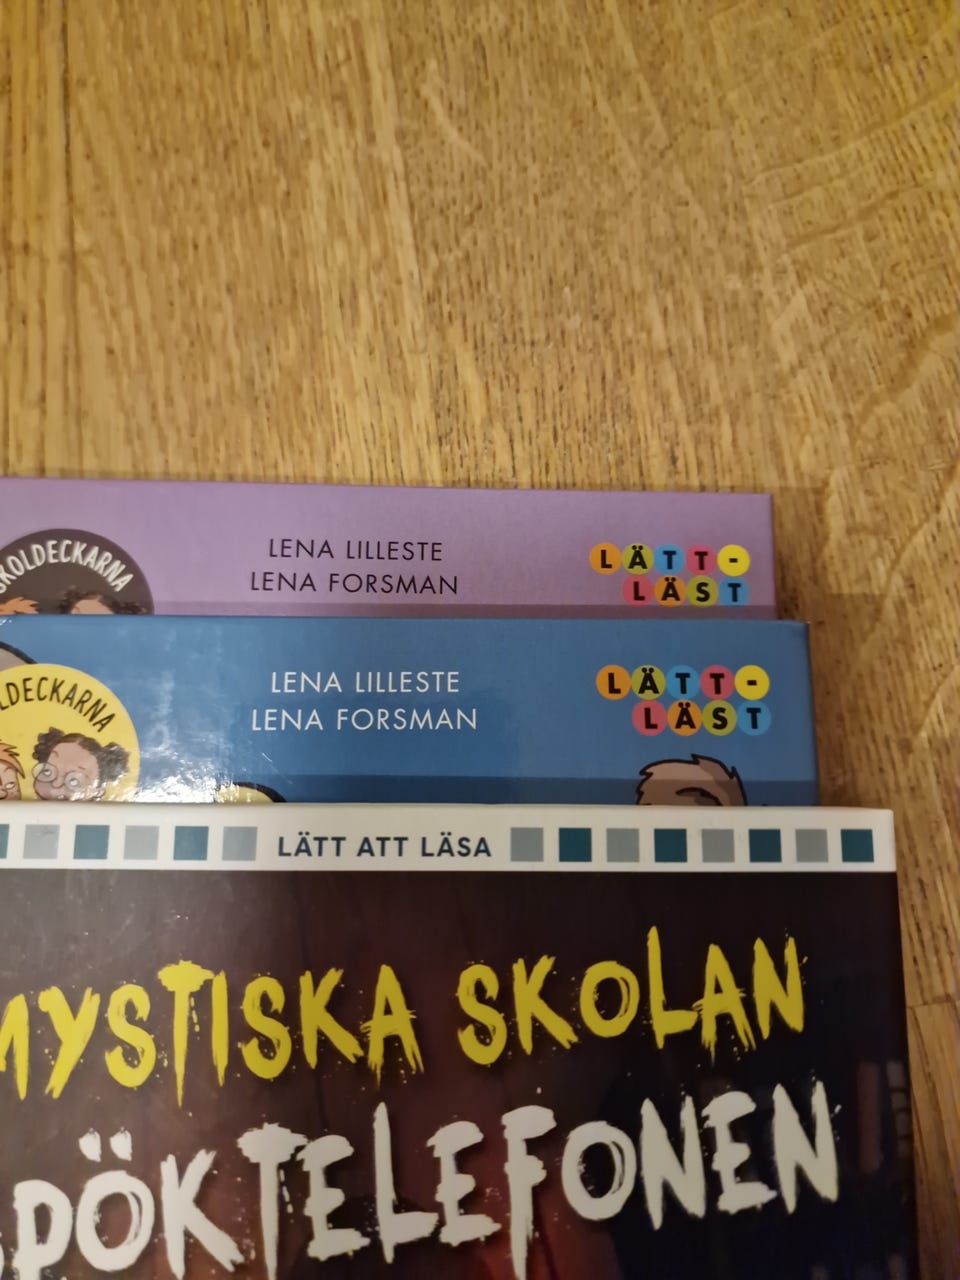 SKOLDECKARNA
LENA LILLESTE
LENA FORSMAN
LÄTT-
LÄST
LDECKARNA
LENA LILLESTE
LENA FORSMAN
LÄTT-
LÄST
LÄTT ATT LÄSA
MYSTISKA SKOLAN
SPÖKTELEFONEN